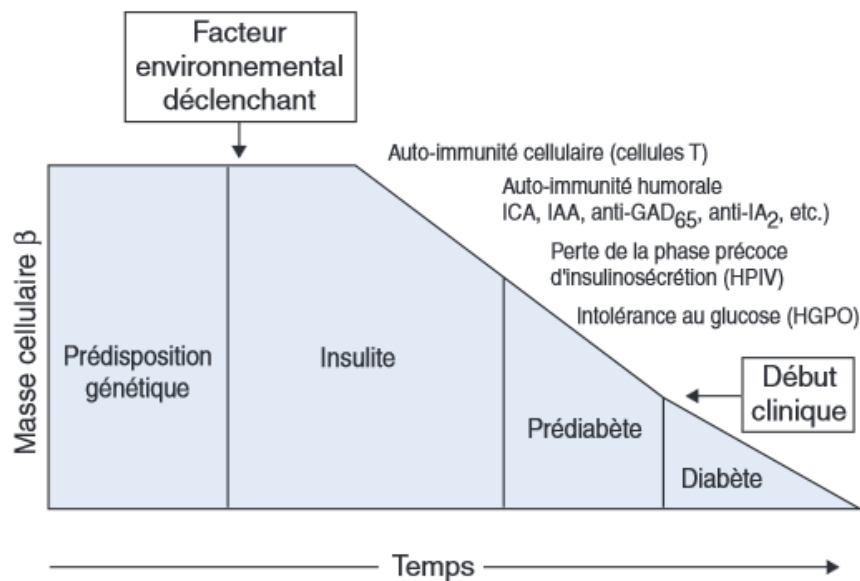 Facteur
environnemental
déclenchant
Auto-immunité cellulaire (cellules T)
Auto-immunité humorale
ICA, IAA, anti-GAD65, anti-IA2, etc.)
Perte de la phase précoce
d'insulinosécrétion (HPIV)
Intolérance au glucose (HGPO)
Masse cellulaire β
Prédisposition
génétique
Insulite
Début
clinique
Prédiabète
Diabète
Temps